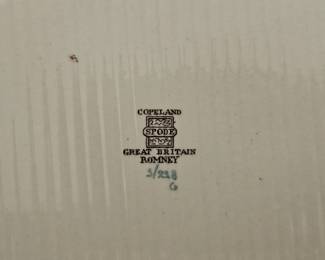 COPELAND
SPODE
GREAT BRITAIN
ROMNEY